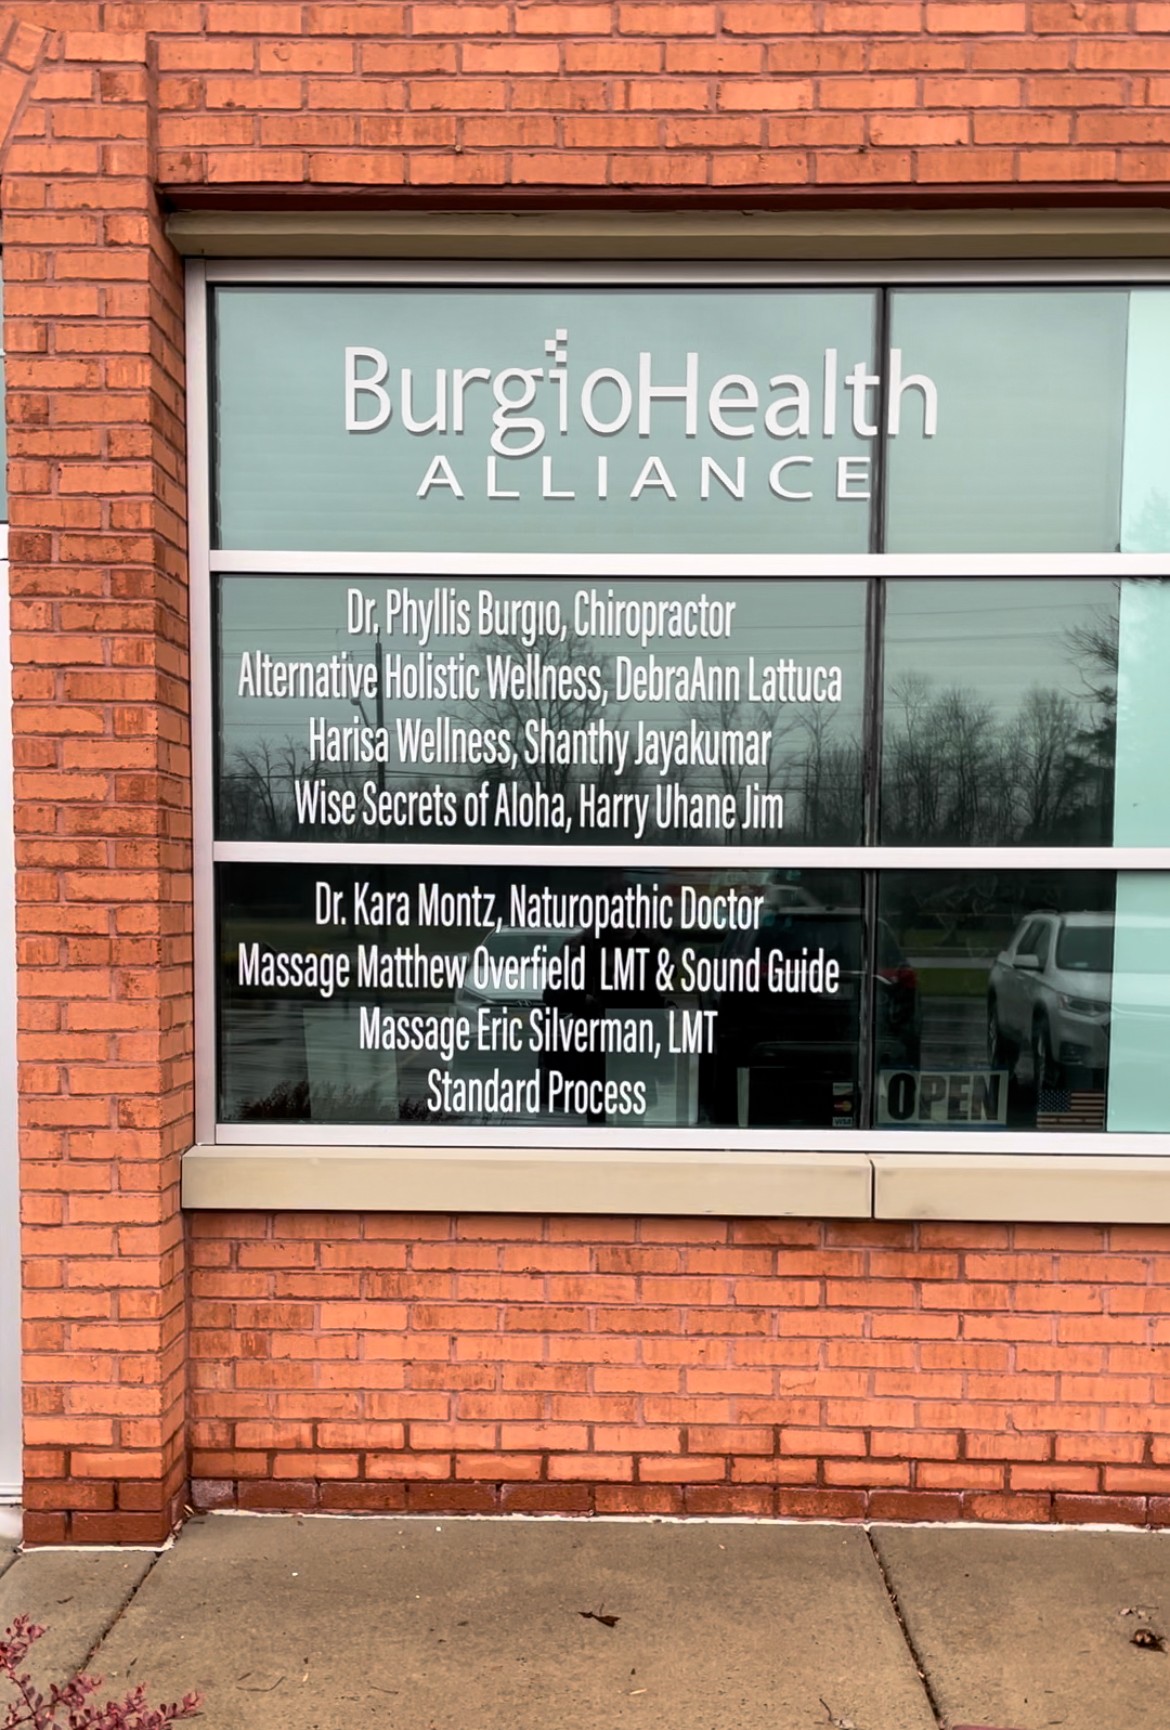 BurgioHealth
ALLIANCE
Dr. Phyllis Burgio, Chiropractor
Alternative Holistic Wellness, DebraAnn Lattuca
Harisa Wellness, Shanthy Jayakumar
Wise Secrets of Aloha, Harry Uhane Jim
Dr. Kara Montz, Naturopathic Doctor
Massage Matthew Overfield LMT & Sound Guide
Massage Eric Silverman, LMT
Standard Process
OPEN
VISA